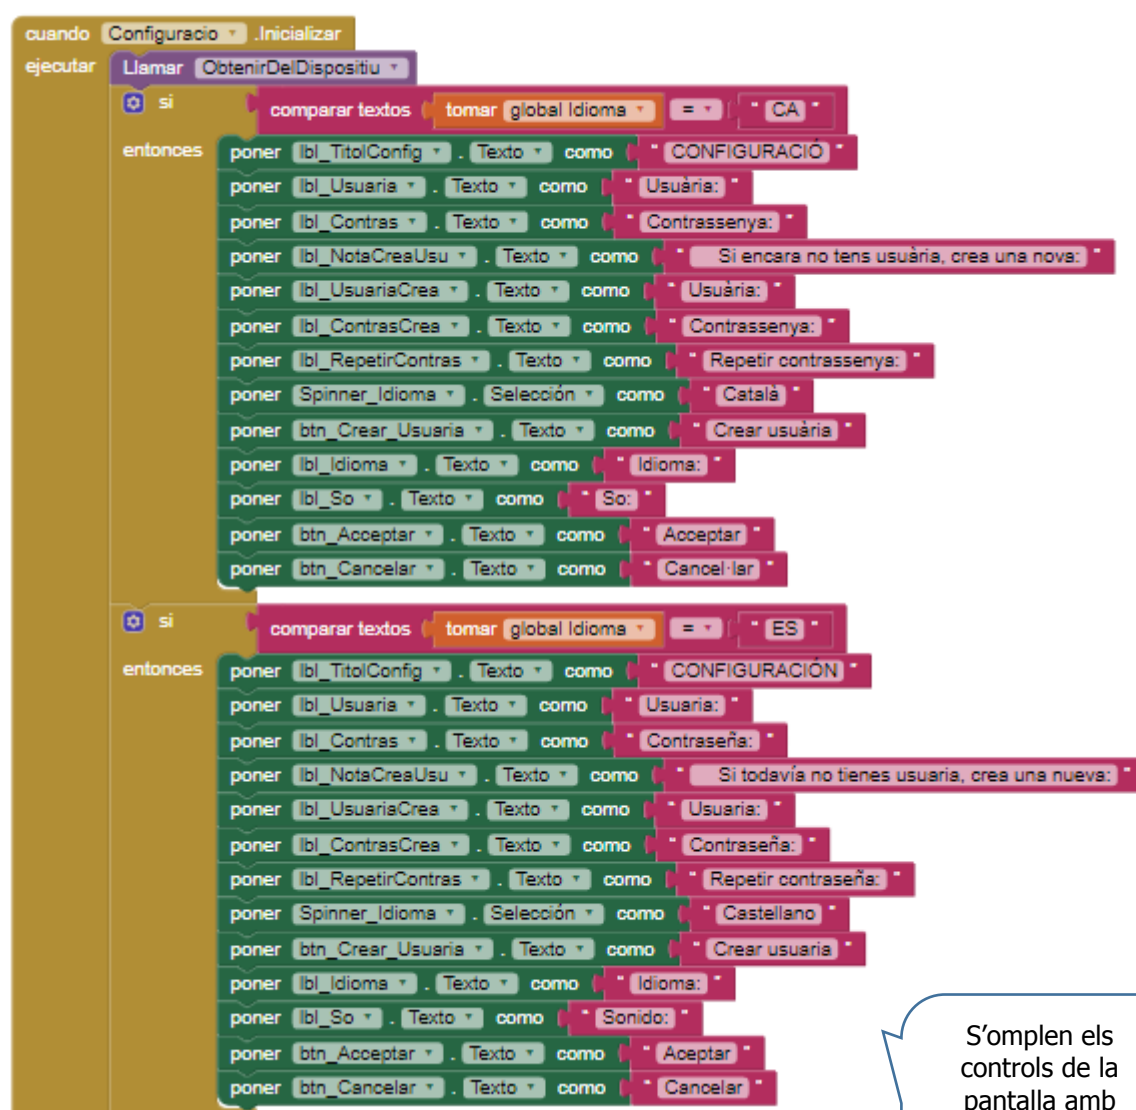 cuando Configuracio .Inicializar
ejecutar Llamar ObtenirDelDispositiu
si comparar textos tomar global Idioma = " CA "
entonces poner lbl_TitolConfig . Texto como " CONFIGURACIÓ "
poner lbl_Usuaria . Texto como " Usuària: "
poner lbl_Contras . Texto como " Contrassenya: "
poner lbl_NotaCreaUsu . Texto como " Si encara no tens usuària, crea una nova: "
poner lbl_UsuariaCrea . Texto como " Usuària: "
poner lbl_ContrasCrea . Texto como " Contrassenya: "
poner lbl_RepetirContras . Texto como " Repetir contrassenya: "
poner Spinner_Idioma . Selección como " Català "
poner btn_Crear_Usuaria . Texto como " Crear usuària "
poner lbl_Idioma . Texto como " Idioma: "
poner lbl_So . Texto como " So: "
poner btn_Acceptar . Texto como " Acceptar "
poner btn_Cancelar . Texto como " Cancel·lar "
si comparar textos tomar global Idioma = " ES "
entonces poner lbl_TitolConfig . Texto como " CONFIGURACIÓN "
poner lbl_Usuaria . Texto como " Usuaria: "
poner lbl_Contras . Texto como " Contraseña: "
poner lbl_NotaCreaUsu . Texto como " Si todavía no tienes usuaria, crea una nueva: "
poner lbl_UsuariaCrea . Texto como " Usuaria: "
poner lbl_ContrasCrea . Texto como " Contraseña: "
poner lbl_RepetirContras . Texto como " Repetir contraseña: "
poner Spinner_Idioma . Selección como " Castellano "
poner btn_Crear_Usuaria . Texto como " Crear usuaria "
poner lbl_Idioma . Texto como " Idioma: "
poner lbl_So . Texto como " Sonido: "
poner btn_Acceptar . Texto como " Aceptar "
poner btn_Cancelar . Texto como " Cancelar "
S'omplen els
controls de la
pantalla amb